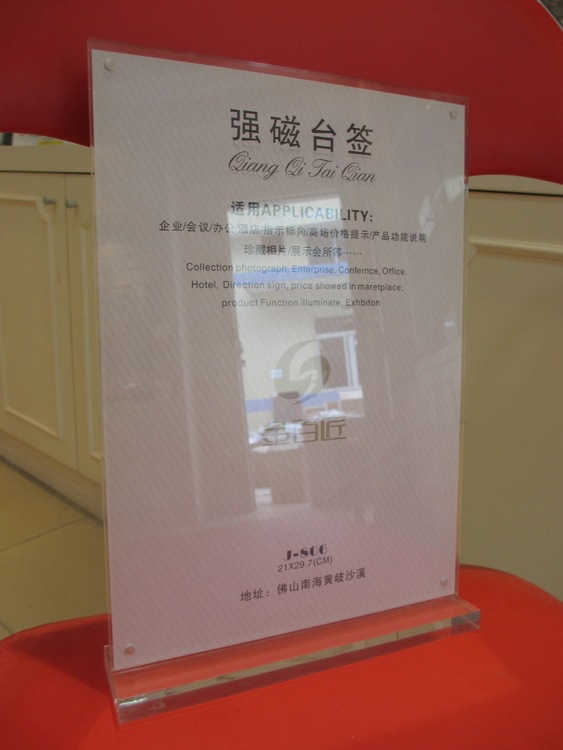 强磁台签
Qiang Qi Tai Qian
适用APPLICABILITY:
企业/会议/办公酒店/指示标向/商场价格提示/产品功能说明
珍藏相片/展示会所等……
Collection photograph, Enterprise, Confernce, Office,
Hotel, Direction sign, price showed in maretplace,
product Function illuminate, Exhbiton
金百匠
J-806
21X29.7(CM)
地址：佛山南海黄歧沙溪